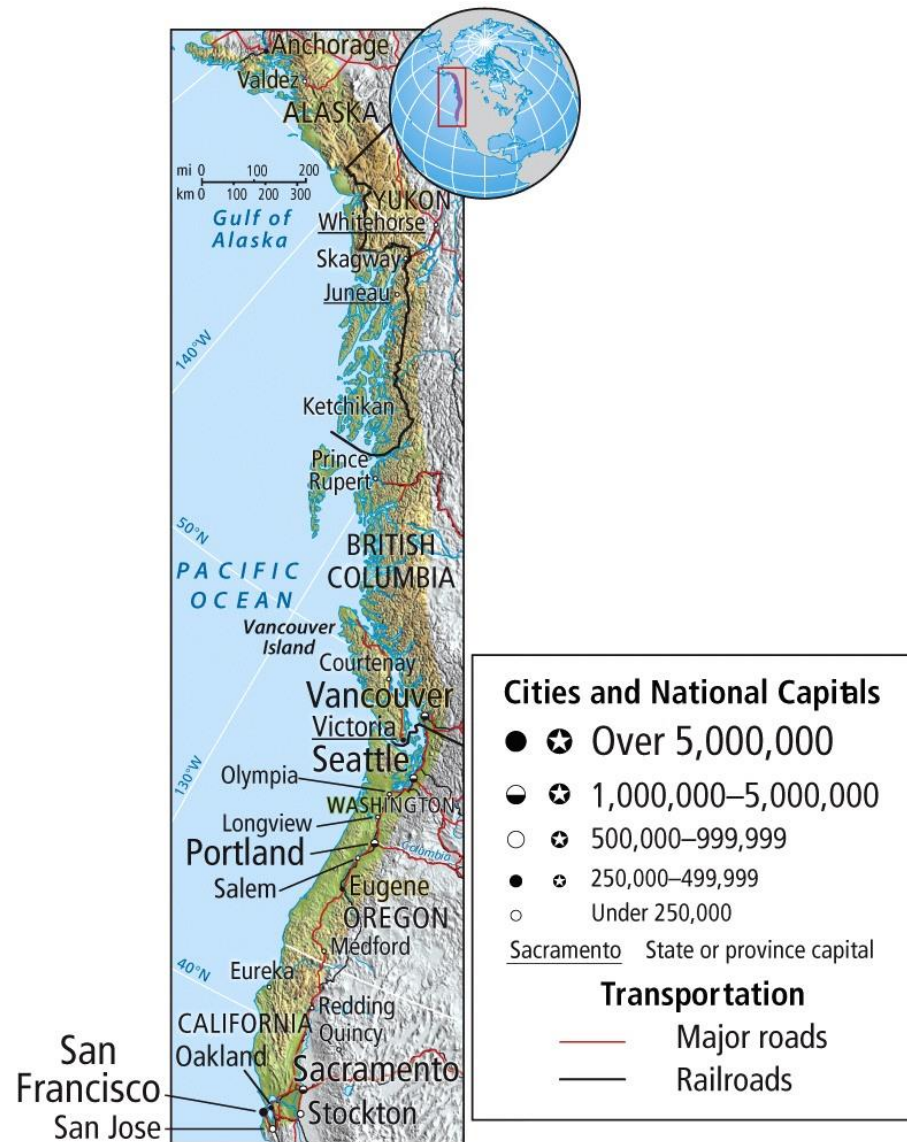 Anchorage
Valdez
ALASKA
mi 0 100 200
km 0 100 200 300
YUKON
Gulf of
Alaska
Whitehorse
Skagway
Juneau
140°W
Ketchikan
Prince
Rupert
50°N
BRITISH
COLUMBIA
PACIFIC
OCEAN
Vancouver
Island
Courtenay
Vancouver
Victoria
Seattle
130°W
Olympia
WASHINGTON
Longview
Portland
Columbia
Salem
Eugene
OREGON
Medford
40°N
Eureka
Redding
CALIFORNIA
Quincy
Oakland
San
Francisco
Sacramento
Stockton
San Jose
Cities and National Capitals
Over 5,000,000
1,000,000–5,000,000
500,000–999,999
250,000–499,999
Under 250,000
Sacramento State or province capital
Transportation
Major roads
Railroads